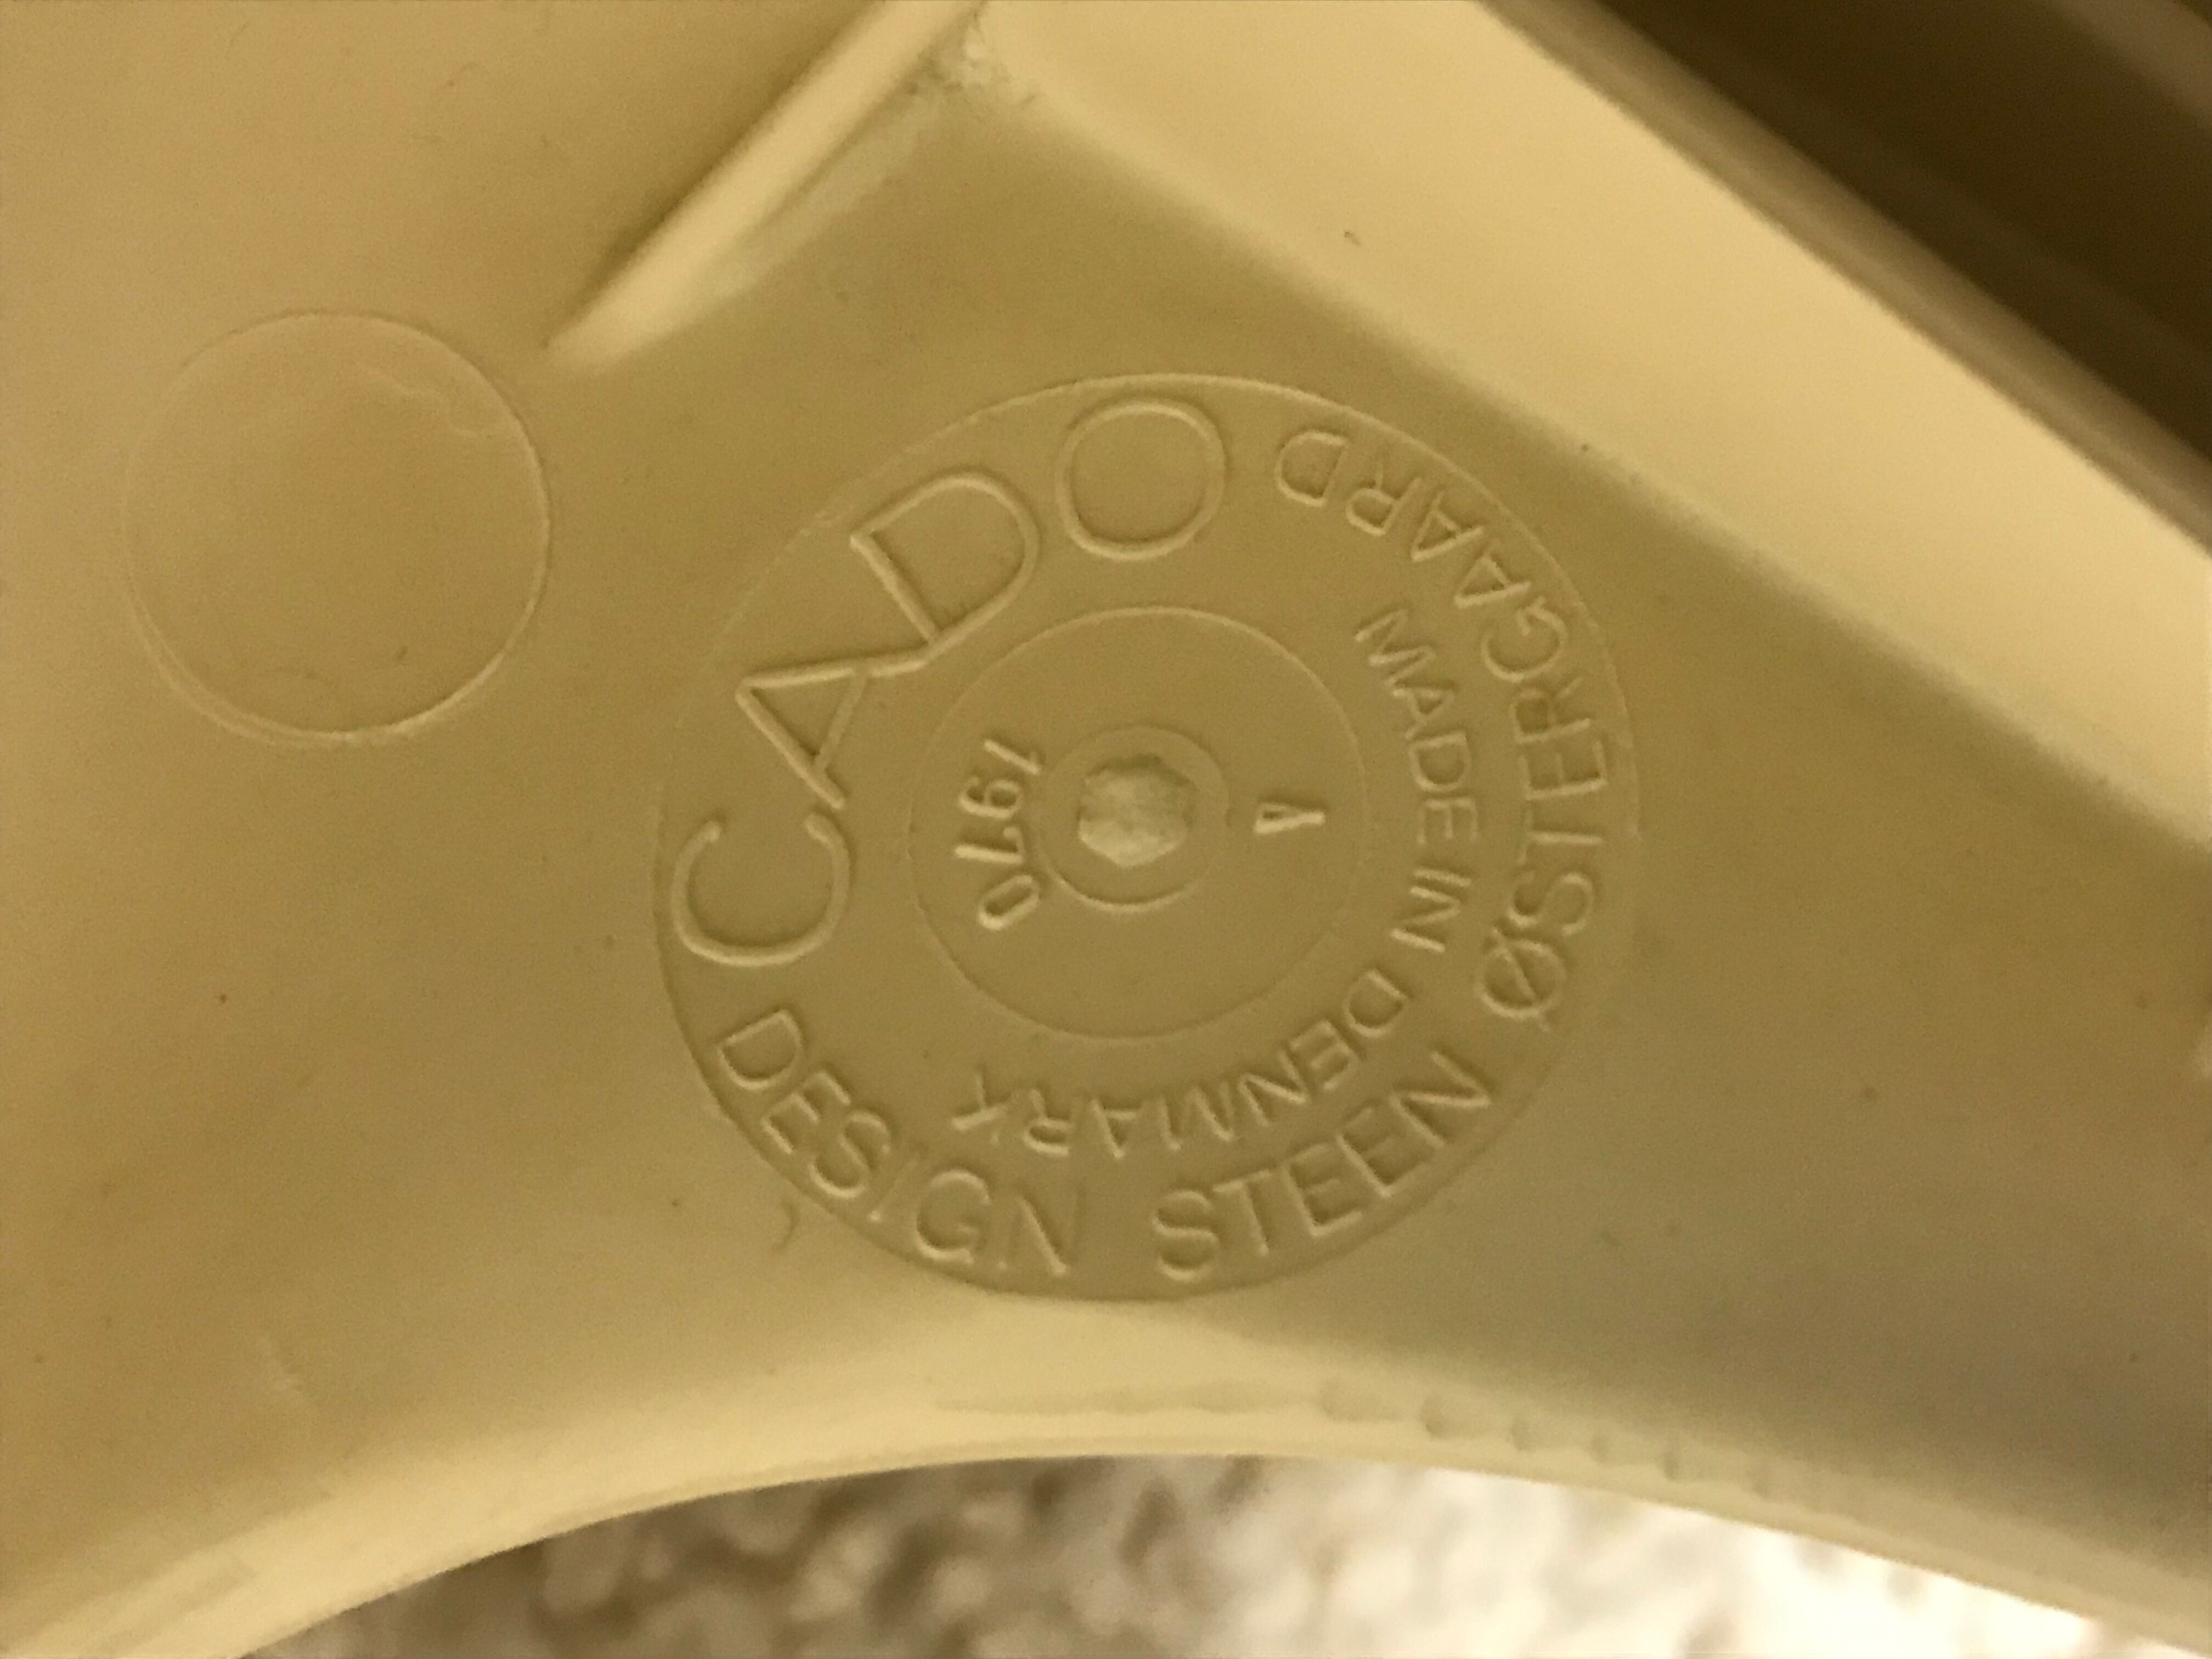 CADO
DESIGN STEEN ØSTERGAARD
MADE IN DENMARK
1970